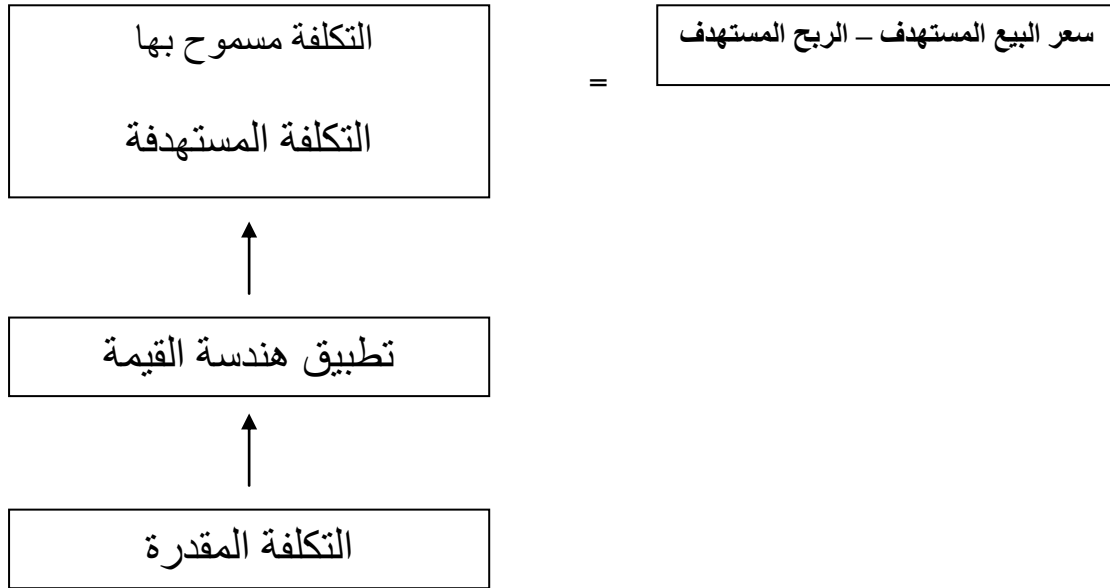 التكلفة مسموح بها
التكلفة المستهدفة
=
سعر البيع المستهدف – الربح المستهدف
تطبيق هندسة القيمة
التكلفة المقدرة